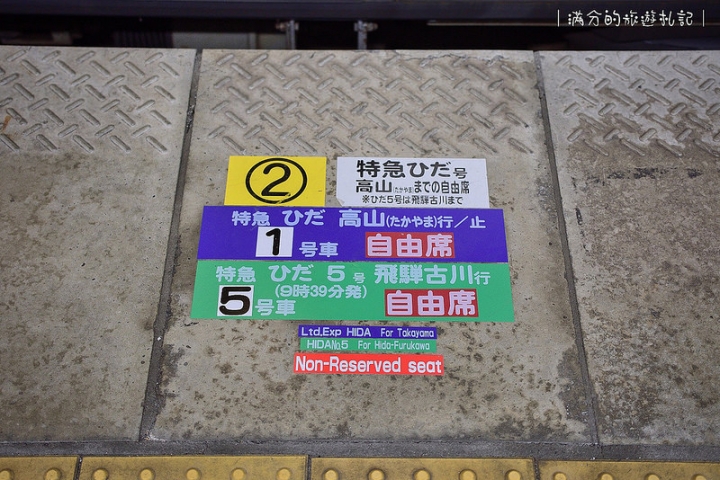 |滿分的旅遊札記|
②
特急ひだ号
高山(たかやま)までの自由席
※ひだ5号は飛騨古川まで
特急 ひだ 高山(たかやま)行/止
1号車 自由席
特急 ひだ 5号 飛騨古川行
(9時39分発)
5号車 自由席
Ltd.Exp HIDA For Takayama
HIDA№5 For Hida-Furukawa
Non-Reserved seat